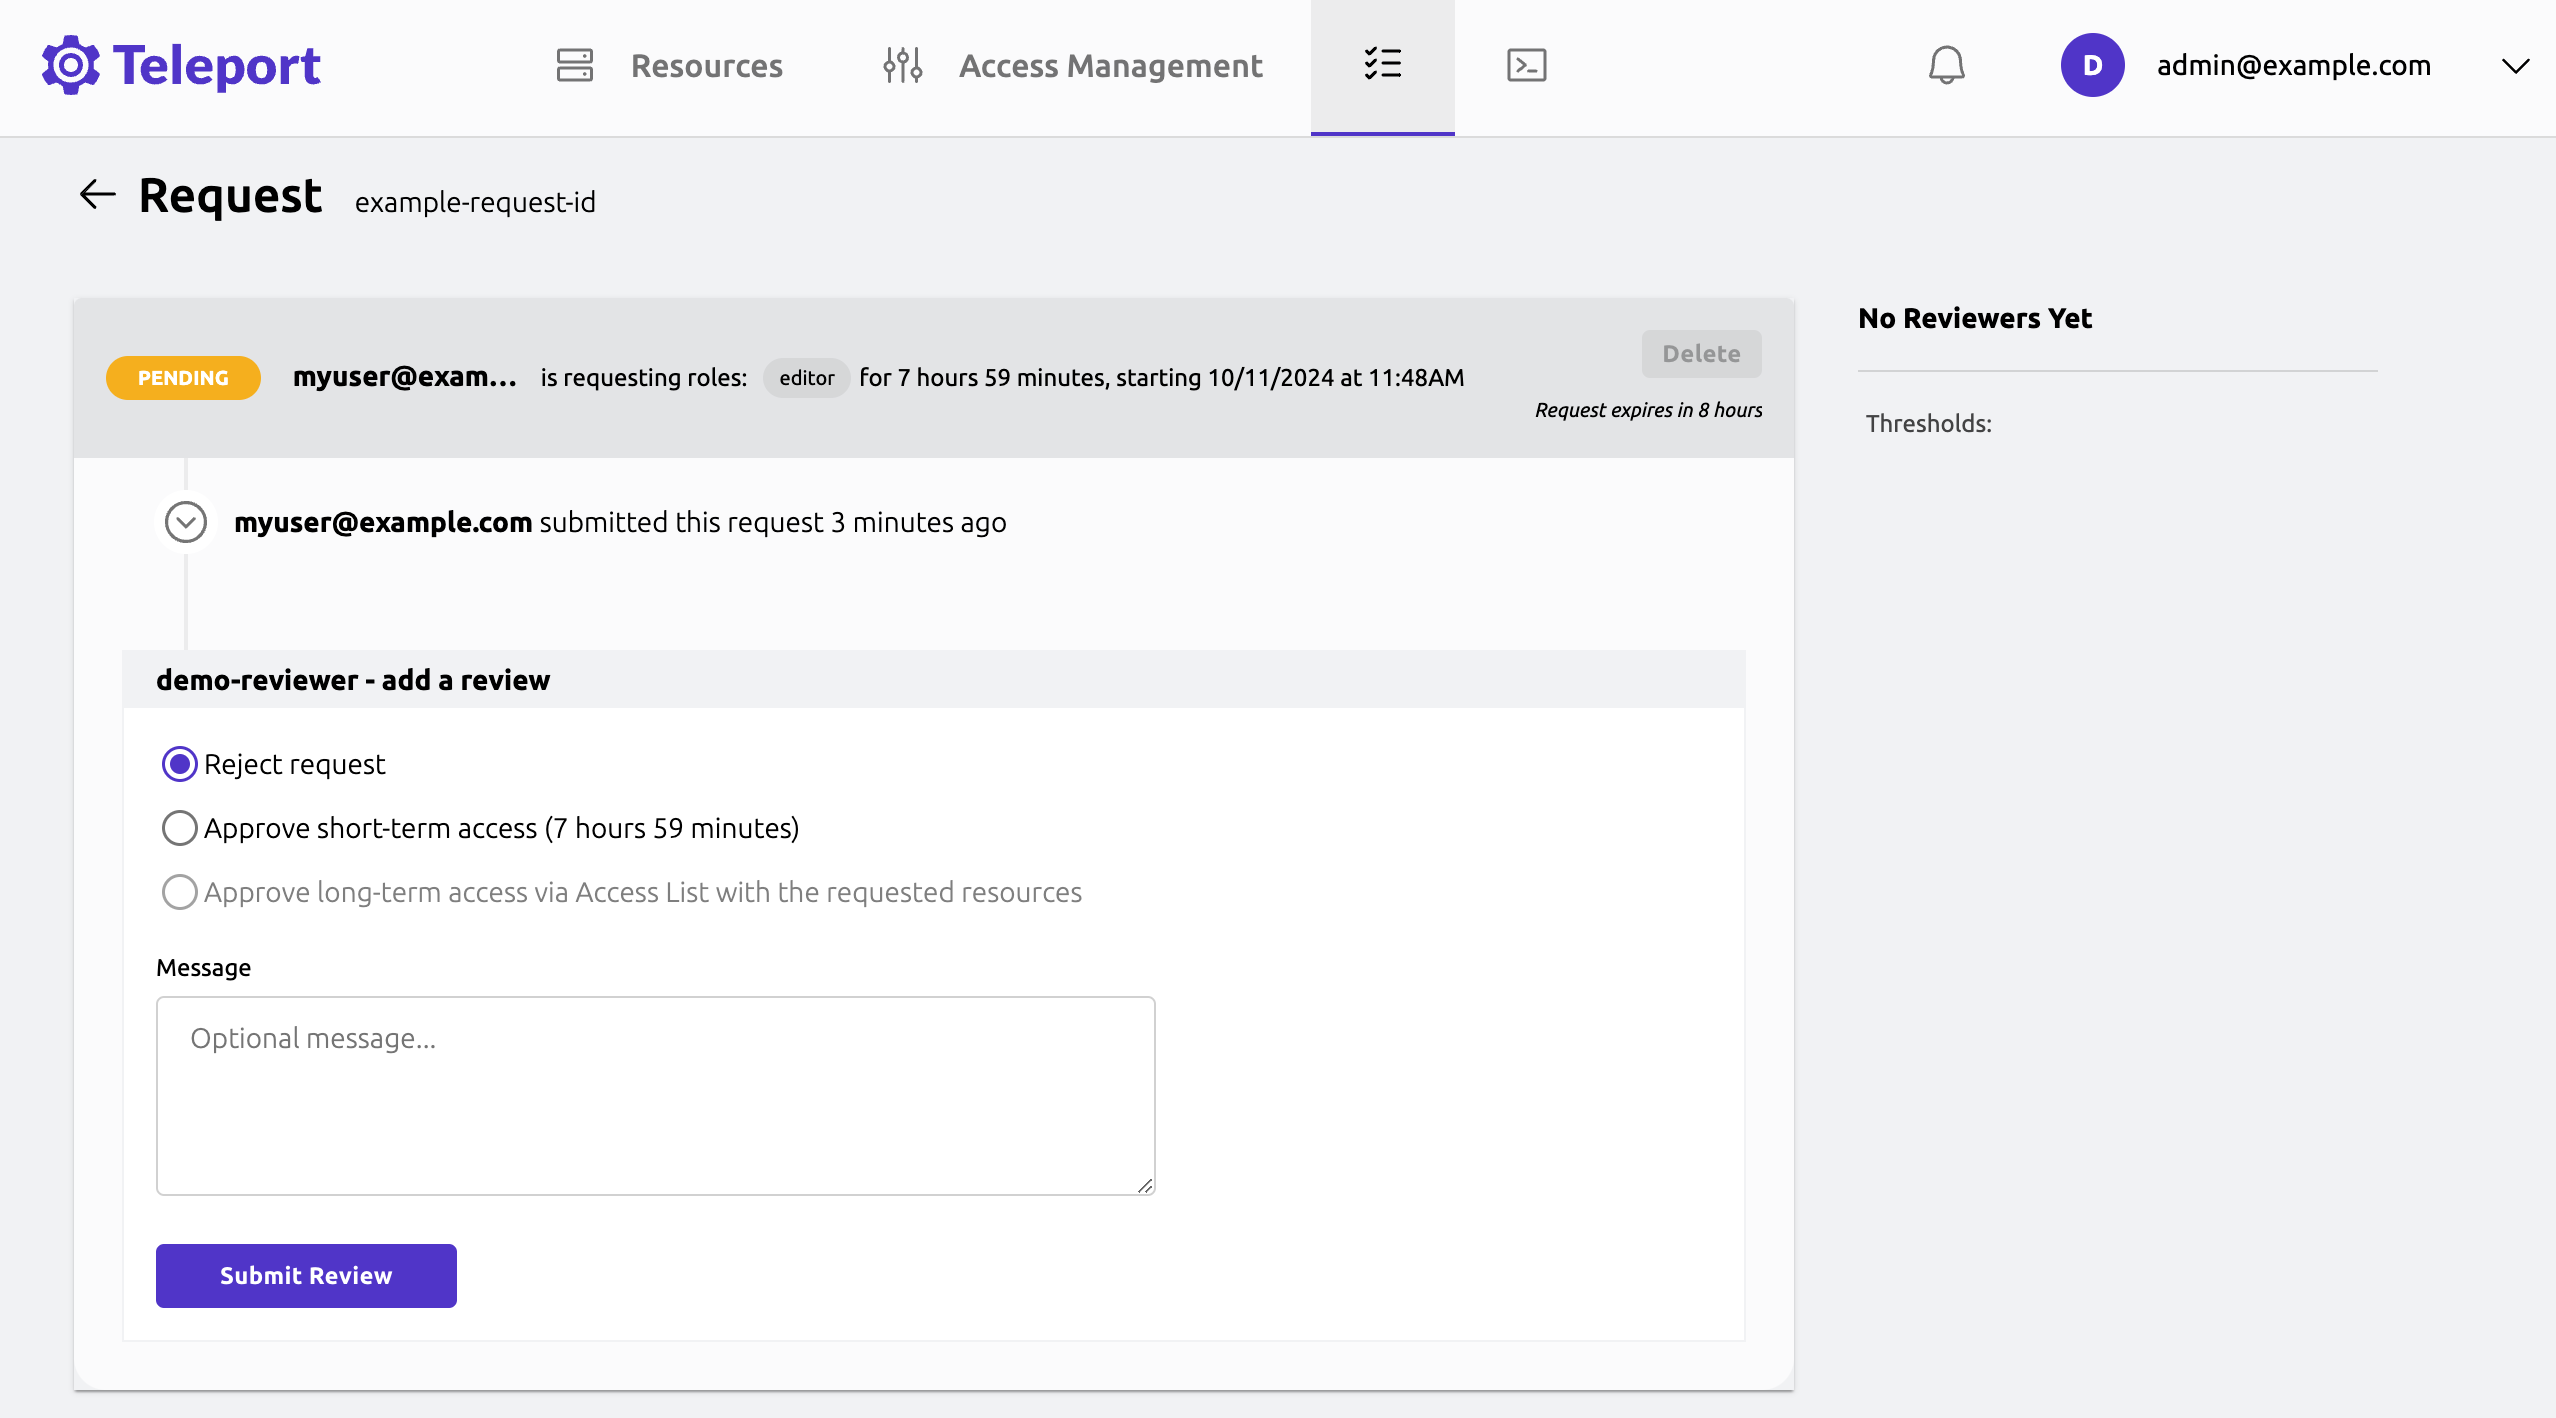 Teleport
Resources
Access Management
D
admin@example.com
Request example-request-id
PENDING
myuser@exam... is requesting roles: editor for 7 hours 59 minutes, starting 10/11/2024 at 11:48AM
Delete
Request expires in 8 hours
myuser@example.com submitted this request 3 minutes ago
demo-reviewer - add a review
Reject request
Approve short-term access (7 hours 59 minutes)
Approve long-term access via Access List with the requested resources
Message
Optional message...
Submit Review
No Reviewers Yet
Thresholds: